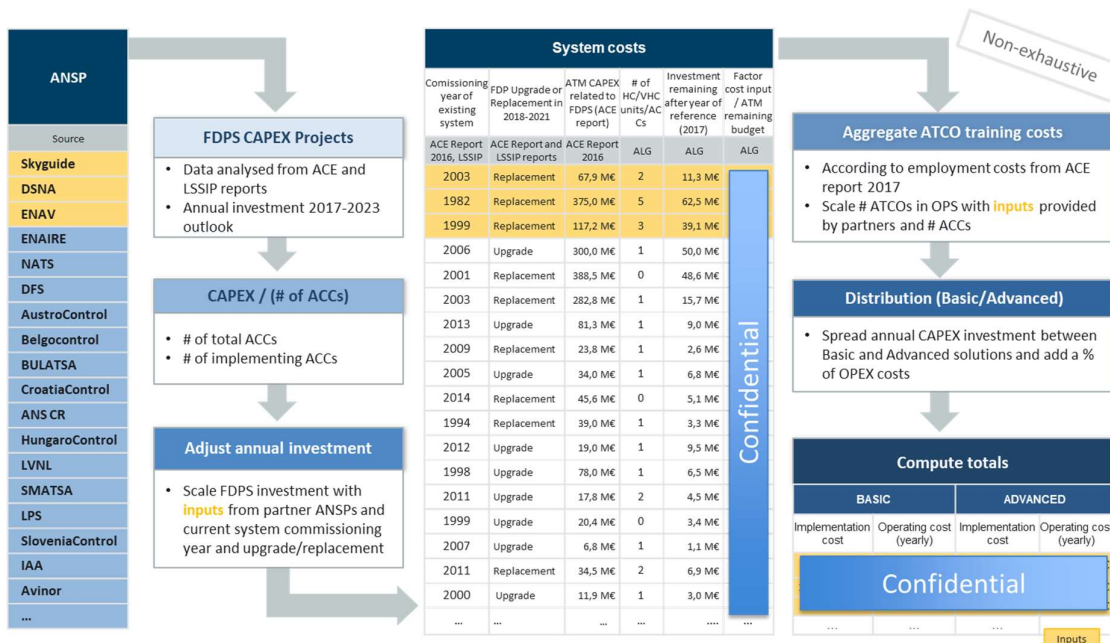 Non-exhaustive
ANSP
Source
Skyguide
DSNA
ENAV
ENAIRE
NATS
DFS
AustroControl
Belgocontrol
BULATSA
CroatiaControl
ANS CR
HungaroControl
LVNL
SMATSA
LPS
SloveniaControl
IAA
Avinor
...
FDPS CAPEX Projects
• Data analysed from ACE and
LSSIP reports
• Annual investment 2017-2023
outlook
CAPEX / (# of ACCs)
• # of total ACCs
• # of implementing ACCs
Adjust annual investment
• Scale FDPS investment with
inputs from partner ANSPs and
current system commissioning
year and upgrade/replacement
System costs
Comissioning
year of
existing
system
FDP Upgrade or
Replacement in
2018-2021
ATM CAPEX
related to
FDPS (ACE
report)
# of
HC/VHC
units/AC
Cs
Investment
remaining
after year of
reference
(2017)
Factor
cost input
/ ATM
remaining
budget
ACE Report
2016, LSSIP
ACE Report and
LSSIP reports
ACE Report
2016
ALG
ALG
ALG
2003 Replacement 67,9 M€ 2 11,3 M€
1982 Replacement 375,0 M€ 5 62,5 M€
1999 Replacement 117,2 M€ 3 39,1 M€
2006 Upgrade 300,0 M€ 1 50,0 M€
2001 Replacement 388,5 M€ 0 48,6 M€
2003 Replacement 282,8 M€ 1 15,7 M€
2013 Upgrade 81,3 M€ 1 9,0 M€
2009 Replacement 23,8 M€ 1 2,6 M€
2005 Upgrade 34,0 M€ 1 6,8 M€
2014 Replacement 45,6 M€ 0 5,1 M€
1994 Replacement 39,0 M€ 1 3,3 M€
2012 Upgrade 19,0 M€ 1 9,5 M€
1998 Upgrade 78,0 M€ 1 6,5 M€
2011 Upgrade 17,8 M€ 2 4,5 M€
1999 Upgrade 20,4 M€ 0 3,4 M€
2007 Upgrade 6,8 M€ 1 1,1 M€
2011 Replacement 34,5 M€ 2 6,9 M€
2000 Upgrade 11,9 M€ 1 3,0 M€
... ... ... ... .... ...
Confidential
Aggregate ATCO training costs
• According to employment costs from ACE
report 2017
• Scale # ATCOs in OPS with inputs provided
by partners and # ACCs
Distribution (Basic/Advanced)
• Spread annual CAPEX investment between
Basic and Advanced solutions and add a %
of OPEX costs
Compute totals
BASIC ADVANCED
Implementation
cost
Operating cost
(yearly)
Implementation
cost
Operating cost
(yearly)
Confidential
... ... ... ...
Inputs